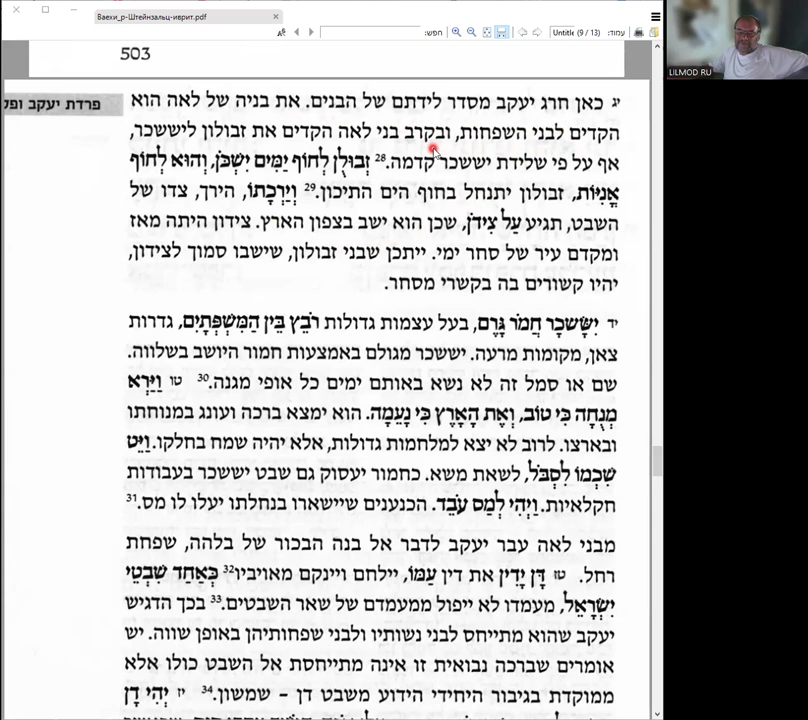 Ваехи_р-Штейнзальц-иврит.pdf
עמוד: Untitle (9 / 13)
חפש:
LILMOD RU
503
פרדת יעקב ופט
יג כאן חרג יעקב מסדר לידתם של הבנים. את בניה של לאה הוא
הקדים לבני השפחות, ובקרב בני לאה הקדים את זבולון ליששכר,
אף על פי שלידת יששכר קדמה.28 זְבוּלֻן לְחוֹף יַמִּים יִשְׁכֹּן, וְהוּא לְחוֹף
אֳנִיּוֹת, זבולון יתנחל בחוף הים התיכון.29 וְיַרְכָתוֹ, הירך, צדו של
השבט, תגיע עַל צִידֹן, שכן הוא ישב בצפון הארץ. צידון היתה מאז
ומקדם עיר של סחר ימי. ייתכן שבני זבולון, שישבו סמוך לצידון,
יהיו קשורים בה בקשרי מסחר.
יד יִשָּׂשכָר חֲמֹר גָּרֶם, בעל עצמות גדולות רֹבֵץ בֵּין הַמִּשְׁפְּתָיִם, גדרות
צאן, מקומות מרעה. יששכר מגולם באמצעות חמור היושב בשלווה.
שם או סמל זה לא נשא באותם ימים כל אופי מגנה.30 טו וַיַּרְא
מְנֻחָה כִּי טוֹב, וְאֶת הָאָרֶץ כִּי נָעֵמָה. הוא ימצא ברכה ועונג במנוחתו
ובארצו. לרוב לא יצא למלחמות גדולות, אלא יהיה שמח בחלקו. וַיֵּט
שִׁכְמוֹ לִסְבֹּל, לשאת משא. כחמור יעסוק גם שבט יששכר בעבודות
חקלאיות. וַיְהִי לְמַס עֹבֵד. הכנענים שיישארו בנחלתו יעלו לו מס.31
מבני לאה עבר יעקב לדבר אל בנה הבכור של בלהה, שפחת
רחל. טז דָּן יָדִין את דין עַמּוֹ, יילחם ויינקם מאויביו32 כְּאַחַד שִׁבְטֵי
יִשְׂרָאֵל, מעמדו לא ייפול ממעמדם של שאר השבטים.33 בכך הדגיש
יעקב שהוא מתייחס לבני נשותיו ולבני שפחותיהן באופן שווה. יש
אומרים שברכה נבואית זו אינה מתייחסת אל השבט כולו אלא
ממוקדת בגיבור היחידי הידוע משבט דן – שמשון.34 יז יְהִי דָן